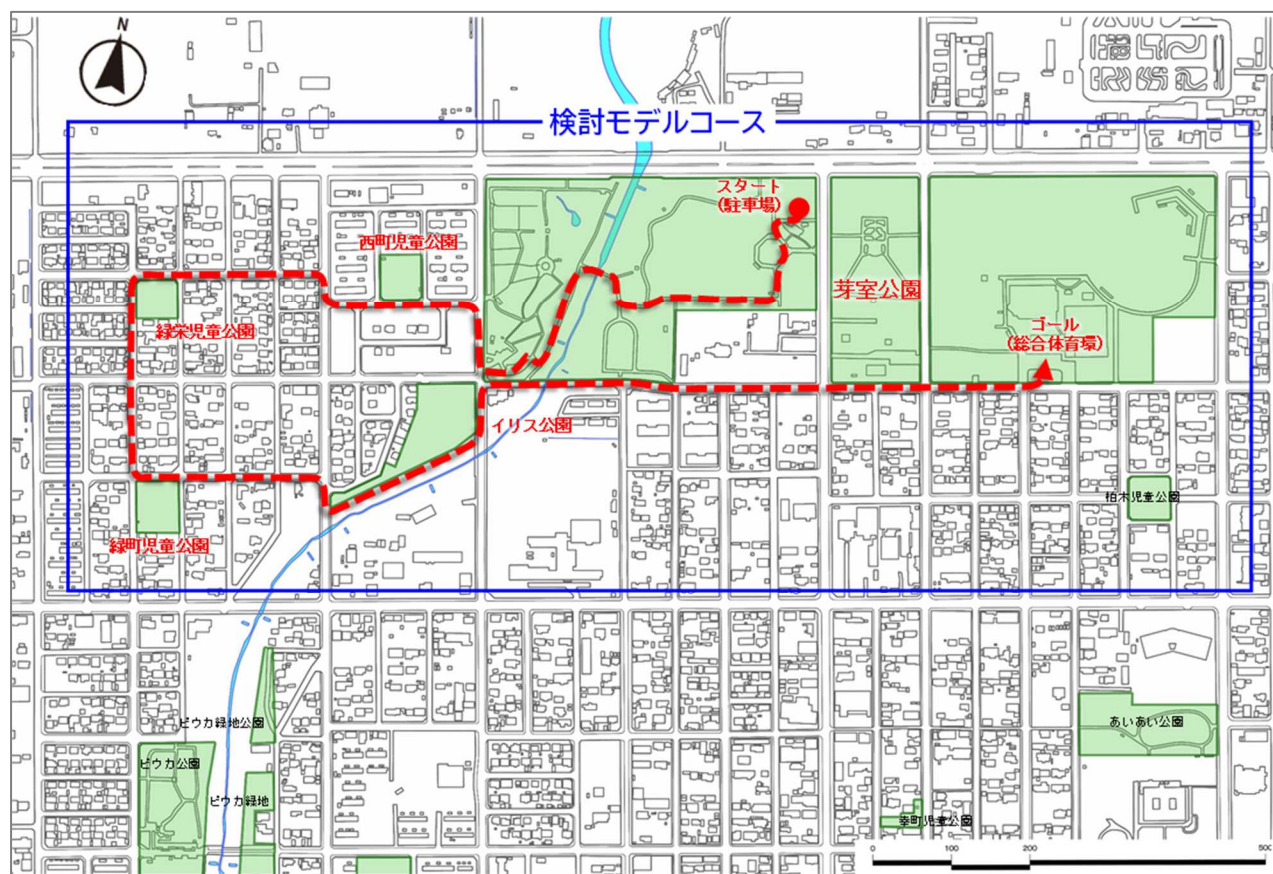 N
検討モデルコース
スタート
(駐車場)
西町児童公園
芽室公園
緑栄児童公園
ゴール
(総合体育環)
イリス公園
柏木児童公園
緑町児童公園
ピウカ緑地公園
あいあい公園
ピウカ公園
ピウカ緑地
幸町児童公園
0 100 200 500